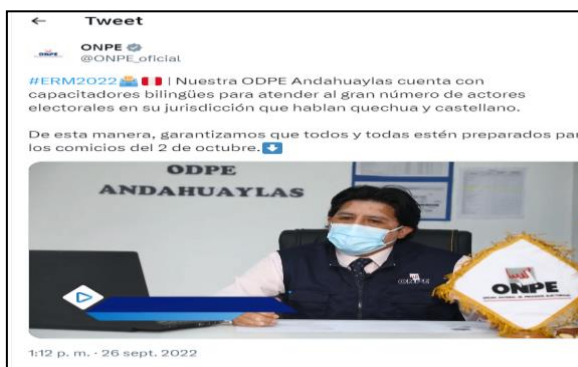 ← Tweet
ONPE
@ONPE_oficial
#ERM2022 | Nuestra ODPE Andahuaylas cuenta con
capacitadores bilingües para atender al gran número de actores
electorales en su jurisdicción que hablan quechua y castellano.
De esta manera, garantizamos que todos y todas estén preparados par
los comicios del 2 de octubre.
ODPE
ANDAHUAYLAS
ONPE
1:12 p. m. · 26 sept. 2022